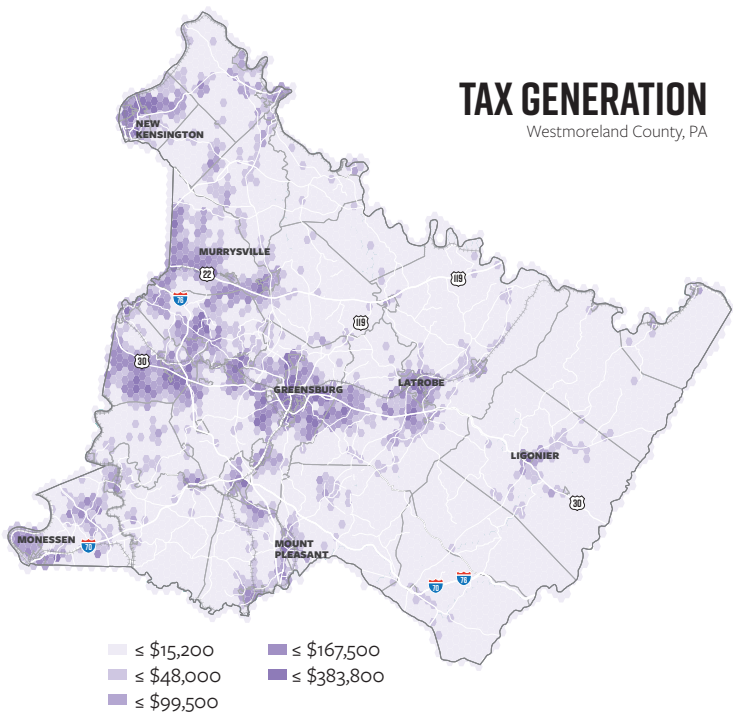 TAX GENERATION
Westmoreland County, PA
NEW
KENSINGTON
MURRYSVILLE
22
76
119
119
30
GREENSBURG
LATROBE
LIGONIER
30
MONESSEN
70
MOUNT
PLEASANT
70
76
≤ $15,200
≤ $48,000
≤ $99,500
≤ $167,500
≤ $383,800